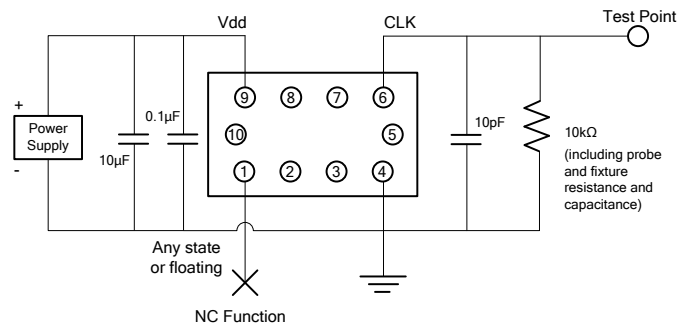 Vdd
CLK
Test Point
+
Power
Supply
-
10µF
0.1µF
9
8
7
6
10
5
1
2
3
4
10pF
10kΩ
(including probe
and fixture
resistance and
capacitance)
Any state
or floating
NC Function